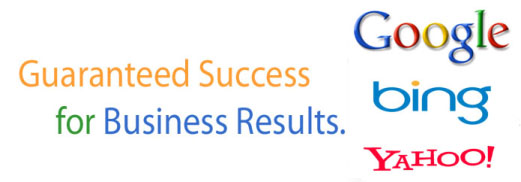 Guaranteed Success
for Business Results.
Google
bing
YAHOO!